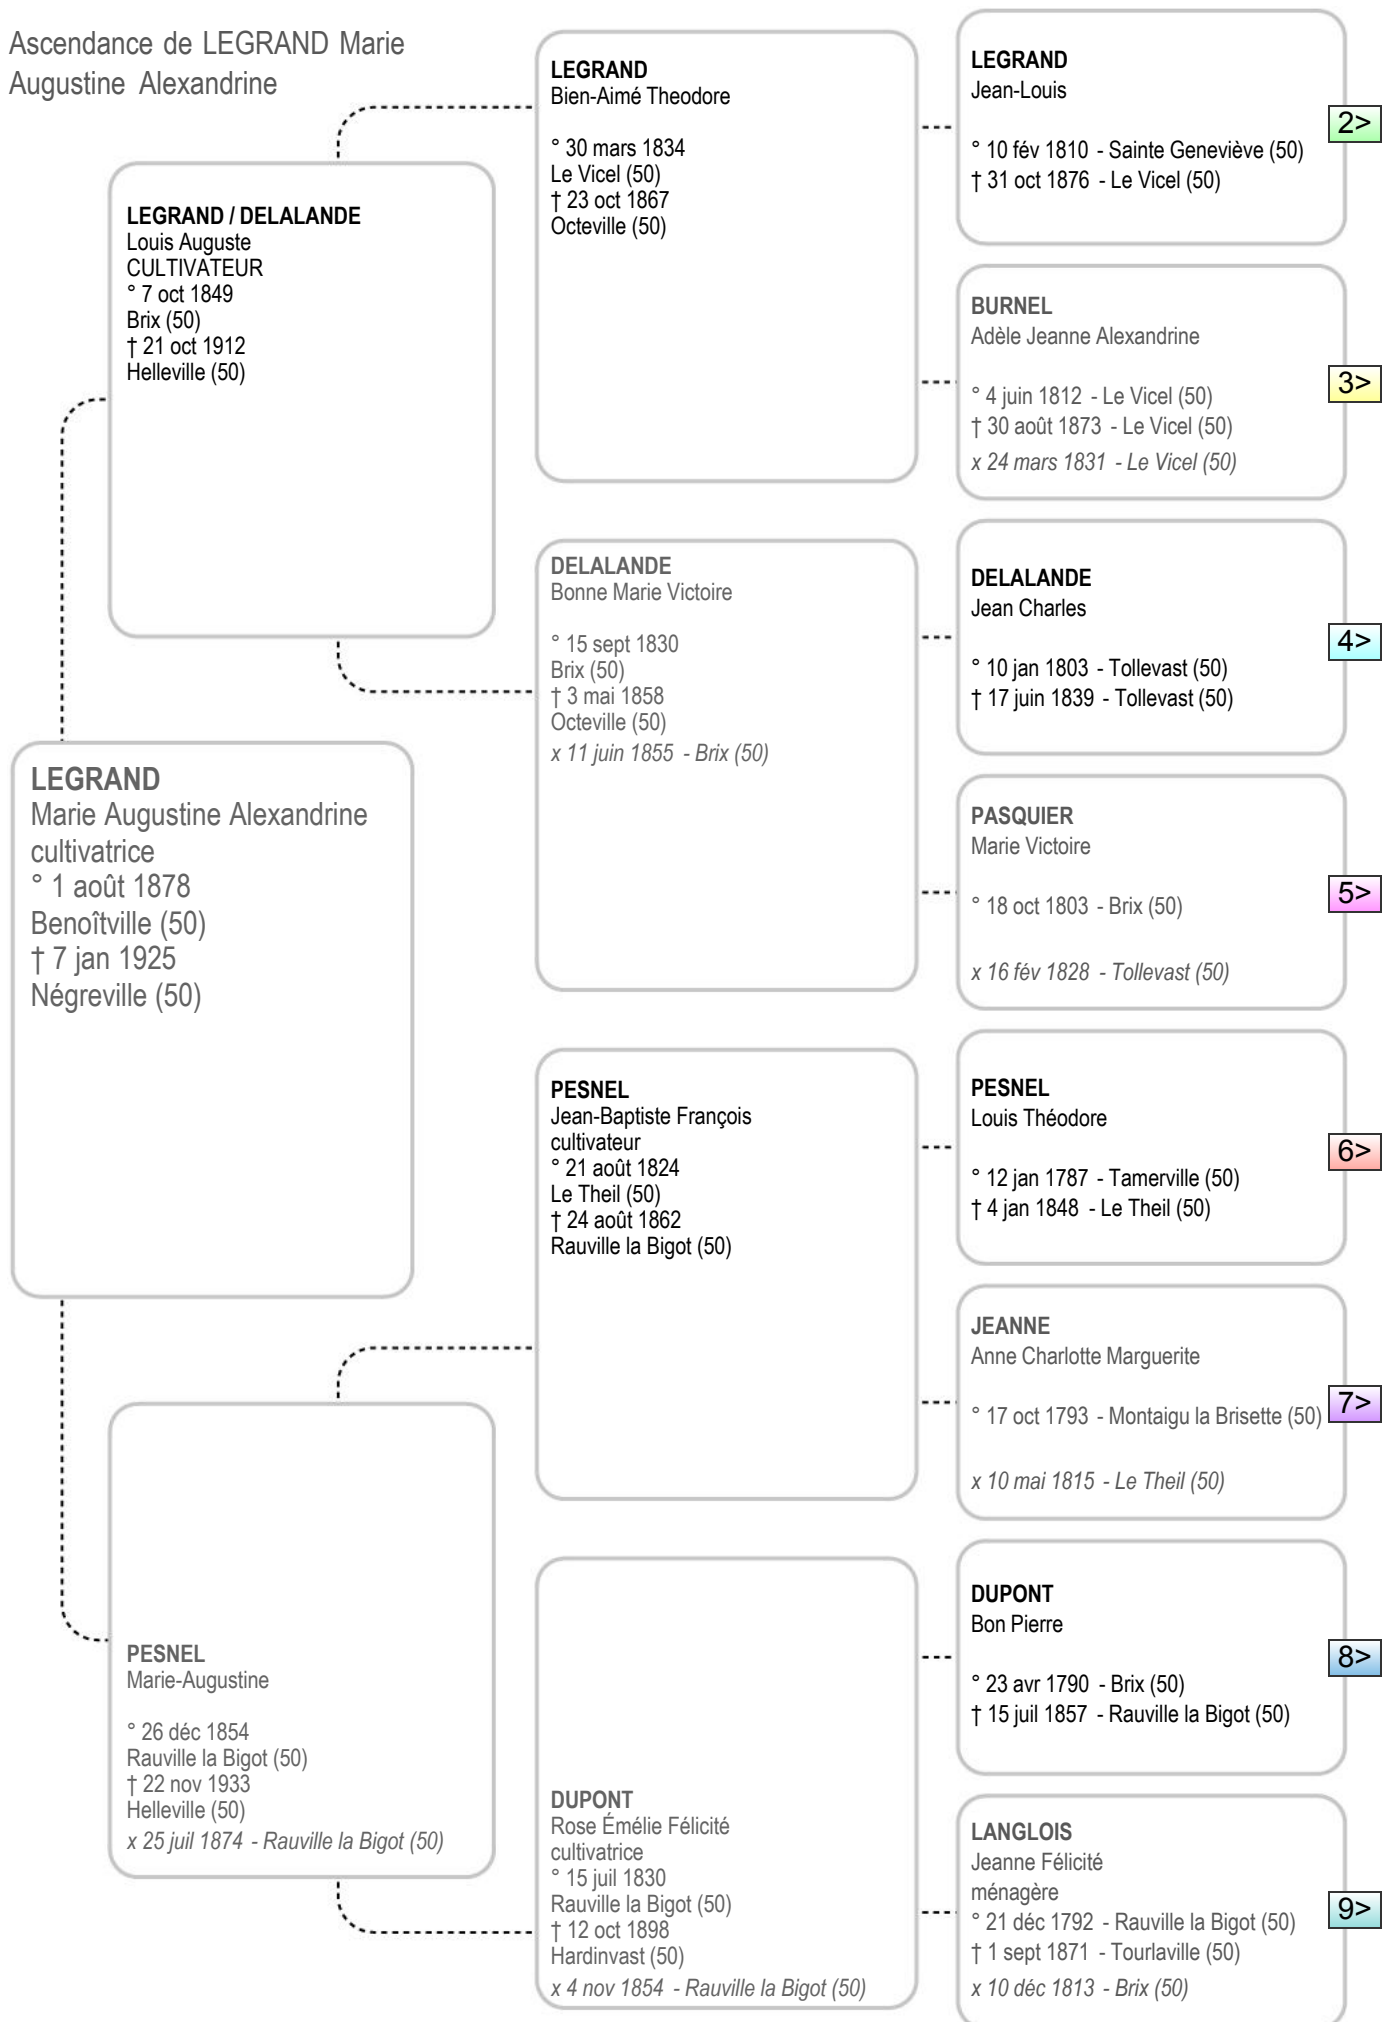 Ascendance de LEGRAND Marie
Augustine Alexandrine
LEGRAND
Marie Augustine Alexandrine
cultivatrice
° 1 août 1878
Benoîtville (50)
† 7 jan 1925
Négreville (50)
LEGRAND / DELALANDE
Louis Auguste
CULTIVATEUR
° 7 oct 1849
Brix (50)
† 21 oct 1912
Helleville (50)
PESNEL
Marie-Augustine
° 26 déc 1854
Rauville la Bigot (50)
† 22 nov 1933
Helleville (50)
x 25 juil 1874 - Rauville la Bigot (50)
LEGRAND
Bien-Aimé Theodore
° 30 mars 1834
Le Vicel (50)
† 23 oct 1867
Octeville (50)
DELALANDE
Bonne Marie Victoire
° 15 sept 1830
Brix (50)
† 3 mai 1858
Octeville (50)
x 11 juin 1855 - Brix (50)
PESNEL
Jean-Baptiste François
cultivateur
° 21 août 1824
Le Theil (50)
† 24 août 1862
Rauville la Bigot (50)
DUPONT
Rose Émélie Félicité
cultivatrice
° 15 juil 1830
Rauville la Bigot (50)
† 12 oct 1898
Hardinvast (50)
x 4 nov 1854 - Rauville la Bigot (50)
LEGRAND
Jean-Louis
° 10 fév 1810 - Sainte Geneviève (50)
† 31 oct 1876 - Le Vicel (50)
2>
BURNEL
Adèle Jeanne Alexandrine
° 4 juin 1812 - Le Vicel (50)
† 30 août 1873 - Le Vicel (50)
x 24 mars 1831 - Le Vicel (50)
3>
DELALANDE
Jean Charles
° 10 jan 1803 - Tollevast (50)
† 17 juin 1839 - Tollevast (50)
4>
PASQUIER
Marie Victoire
° 18 oct 1803 - Brix (50)
x 16 fév 1828 - Tollevast (50)
5>
PESNEL
Louis Théodore
° 12 jan 1787 - Tamerville (50)
† 4 jan 1848 - Le Theil (50)
6>
JEANNE
Anne Charlotte Marguerite
° 17 oct 1793 - Montaigu la Brisette (50)
x 10 mai 1815 - Le Theil (50)
7>
DUPONT
Bon Pierre
° 23 avr 1790 - Brix (50)
† 15 juil 1857 - Rauville la Bigot (50)
8>
LANGLOIS
Jeanne Félicité
ménagère
° 21 déc 1792 - Rauville la Bigot (50)
† 1 sept 1871 - Tourlaville (50)
x 10 déc 1813 - Brix (50)
9>